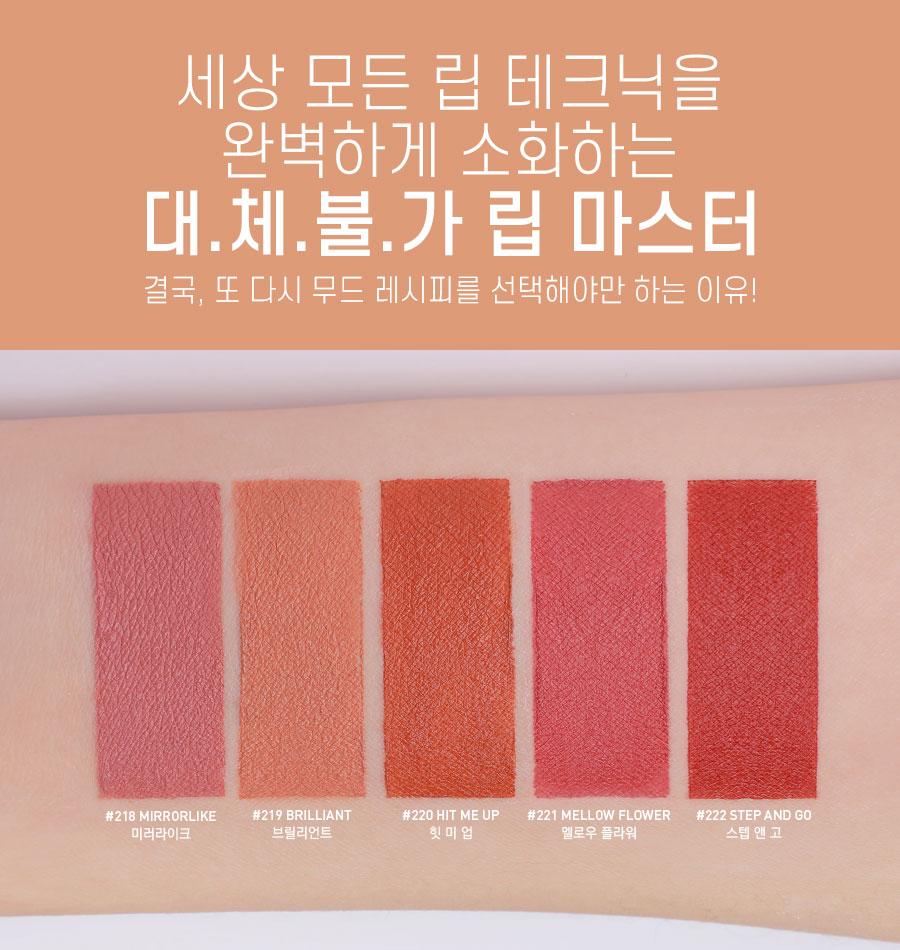 세상 모든 립 테크닉을
완벽하게 소화하는
대.체.불.가 립 마스터
결국, 또 다시 무드 레시피를 선택해야만 하는 이유!
#218 MIRRORLIKE
미러라이크
#219 BRILLIANT
브릴리언트
#220 HIT ME UP
힛 미 업
#221 MELLOW FLOWER
멜로우 플라워
#222 STEP AND GO
스텝 앤 고